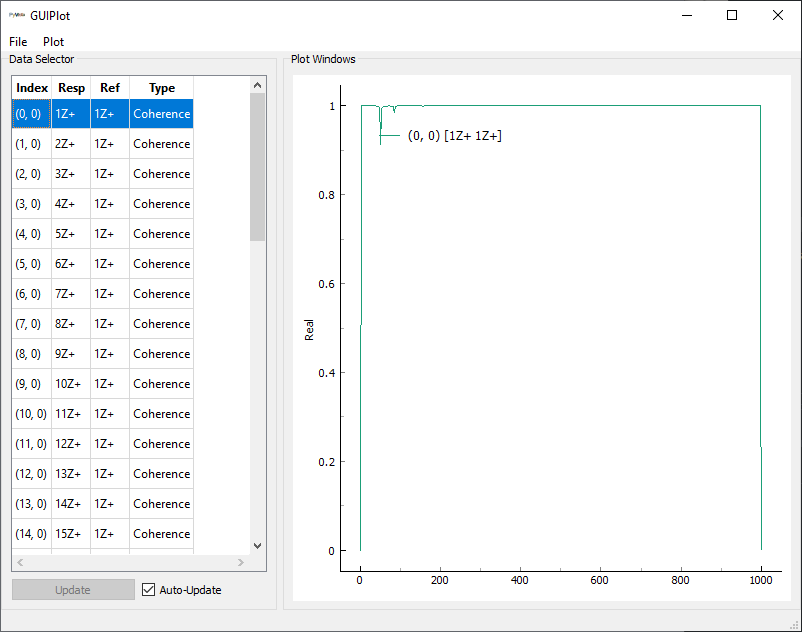 GUIPlot
File Plot
Data Selector
Index Resp Ref Type
(0, 0) 1Z+ 1Z+ Coherence
(1, 0) 2Z+ 1Z+ Coherence
(2, 0) 3Z+ 1Z+ Coherence
(3, 0) 4Z+ 1Z+ Coherence
(4, 0) 5Z+ 1Z+ Coherence
(5, 0) 6Z+ 1Z+ Coherence
(6, 0) 7Z+ 1Z+ Coherence
(7, 0) 8Z+ 1Z+ Coherence
(8, 0) 9Z+ 1Z+ Coherence
(9, 0) 10Z+ 1Z+ Coherence
(10, 0) 11Z+ 1Z+ Coherence
(11, 0) 12Z+ 1Z+ Coherence
(12, 0) 13Z+ 1Z+ Coherence
(13, 0) 14Z+ 1Z+ Coherence
(14, 0) 15Z+ 1Z+ Coherence
Update Auto-Update
Plot Windows
1
(0, 0) [1Z+ 1Z+]
0.8
0.6
Real
0.4
0.2
0
0 200 400 600 800 1000